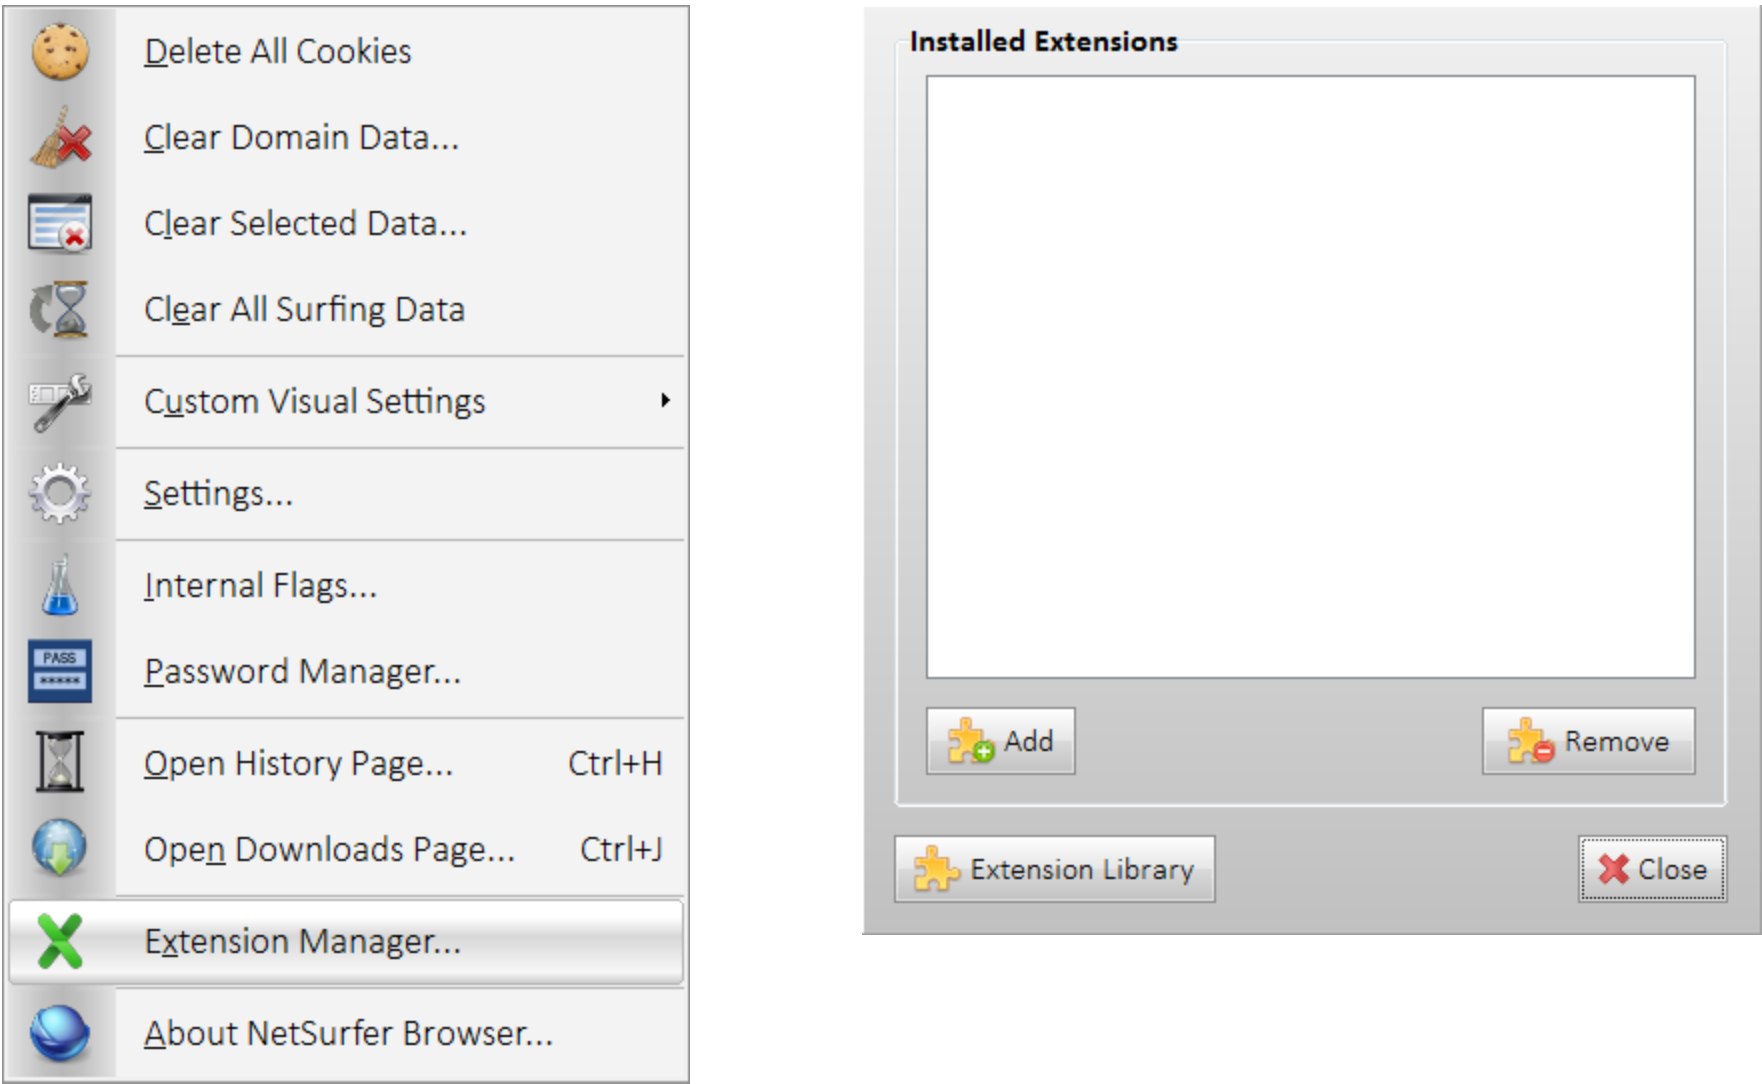 Delete All Cookies
Clear Domain Data...
Clear Selected Data...
Clear All Surfing Data
Custom Visual Settings
Settings...
Internal Flags...
PASS
*****
Password Manager...
Open History Page... Ctrl+H
Open Downloads Page... Ctrl+J
Extension Manager...
About NetSurfer Browser...
Installed Extensions
Add
Remove
Extension Library
Close